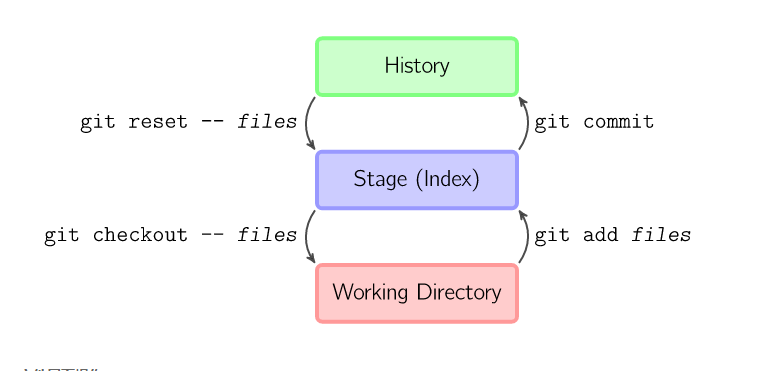 History
git reset -- files
git commit
Stage (Index)
git checkout -- files
git add files
Working Directory